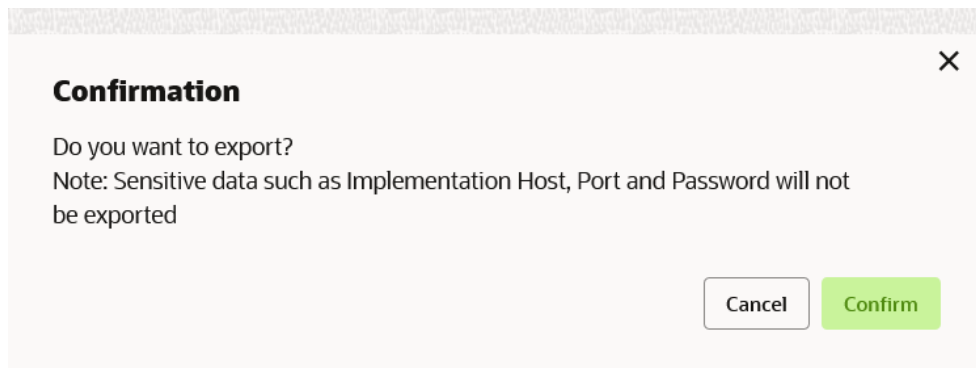 Confirmation
Do you want to export?
Note: Sensitive data such as Implementation Host, Port and Password will not
be exported
Cancel
Confirm